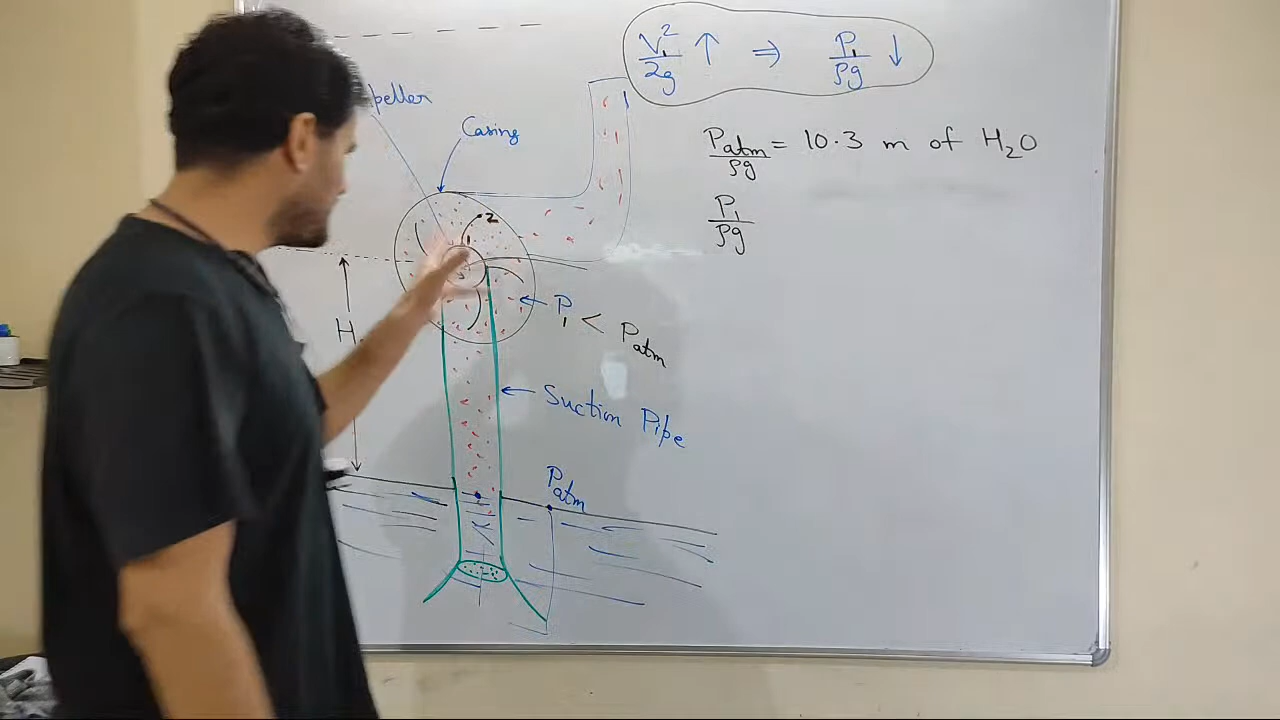 V₁²/2g ↑ ⇒ P₁/ρg ↓
peller
Casing
Patm/ρg = 10.3 m of H₂O
P₁/ρg
2
1
H
P₁ < Patm
Suction Pipe
Patm